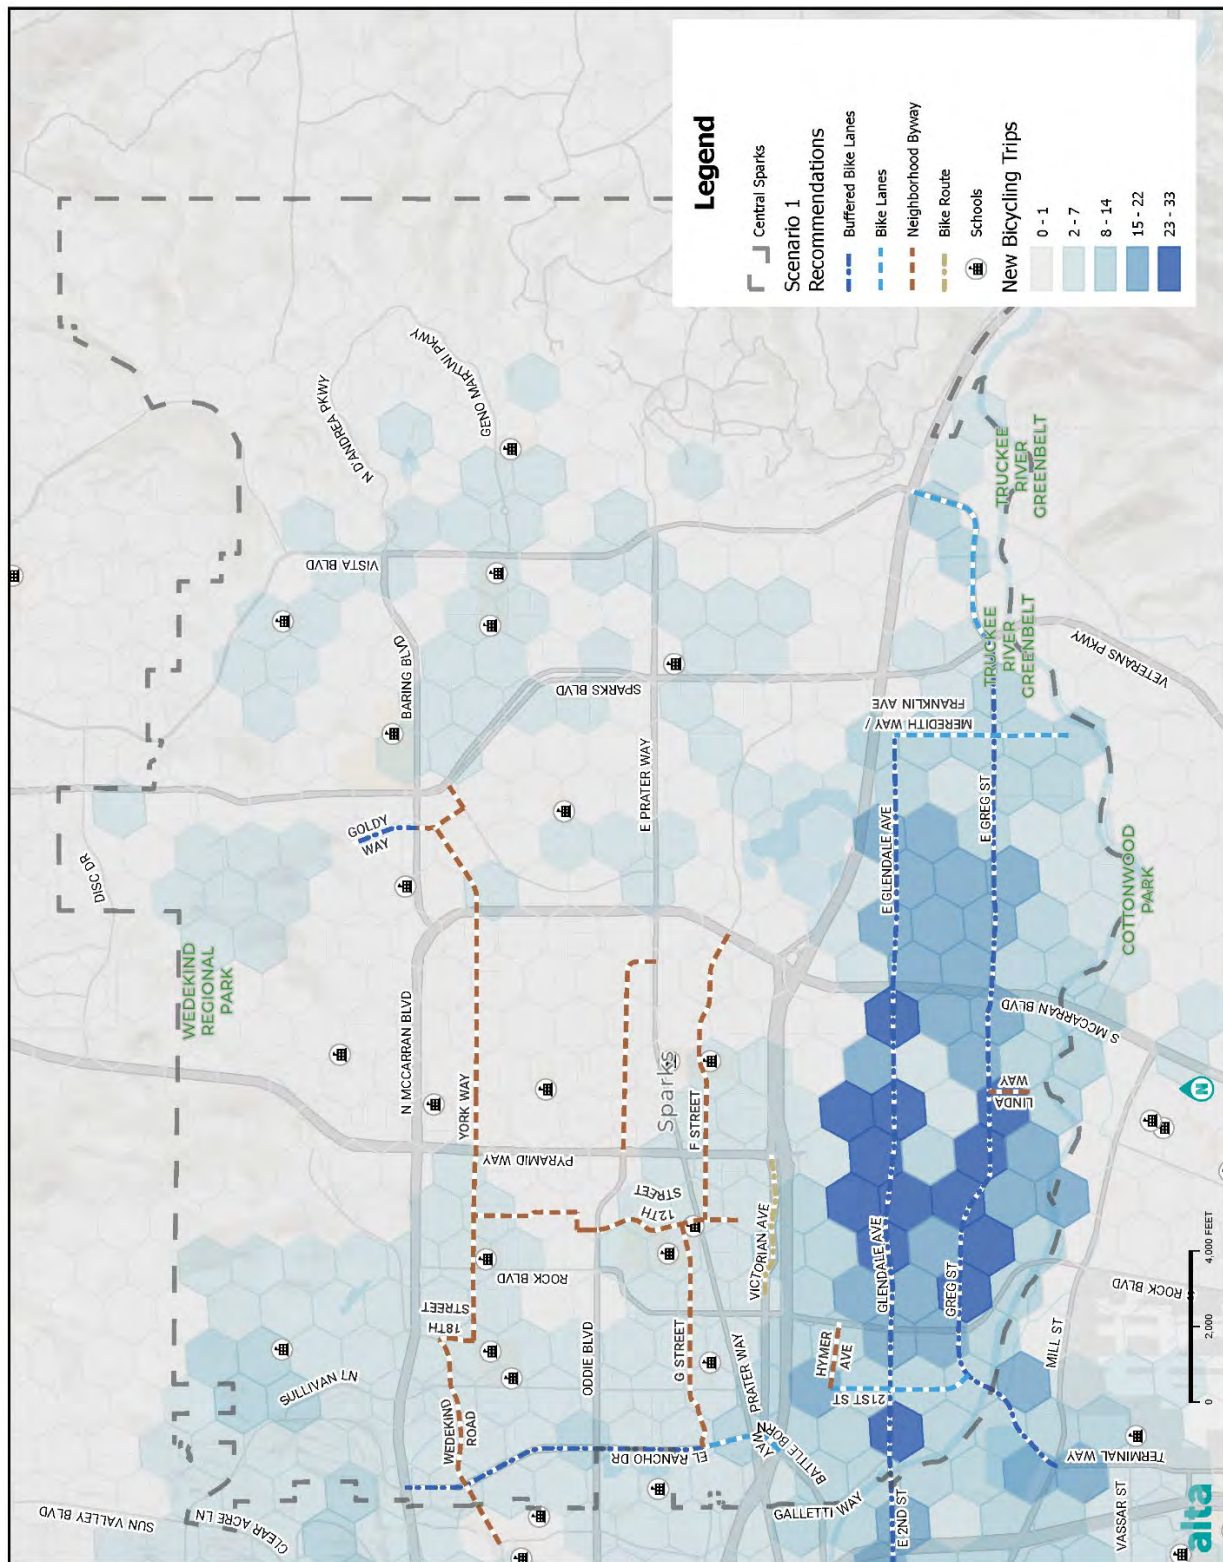 Legend
Central Sparks
Scenario 1
Recommendations
Buffered Bike Lanes
Bike Lanes
Neighborhood Byway
Bike Route
Schools
New Bicycling Trips
0 - 1
2 - 7
8 - 14
15 - 22
23 - 33
DISC DR
WEDEKIND
REGIONAL
PARK
N D'ANDREA PKWY
GENO MARTINI PKWY
VISTA BLVD
BARING BLVD
SPARKS BLVD
GOLDY
WAY
N MCCARRAN BLVD
YORK WAY
PYRAMID WAY
E PRATER WAY
Sparks
F STREET
12TH
STREET
18TH
STREET
ROCK BLVD
SULLIVAN LN
WEDEKIND
ROAD
ODDIE BLVD
G STREET
EL RANCHO DR
SUN VALLEY BLVD
CLEAR ACRE LN
PRATER WAY
VICTORIAN AVE
BATTLE BORN
WAY
GALLETTI WAY
HYMER
AVE
21ST ST
E 2ND ST
GLENDALE AVE
E GLENDALE AVE
GREG ST
E GREG ST
MEREDITH WAY /
FRANKLIN AVE
LINDA
WAY
S MCCARRAN BLVD
COTTONWOOD
PARK
TRUCKEE
RIVER
GREENBELT
TRUCKEE
RIVER
GREENBELT
VETERANS PKWY
MILL ST
ROCK BLVD
TERMINAL WAY
VASSAR ST
0
2,000
4,000 FEET
N
alta